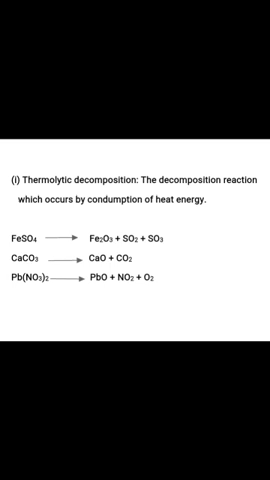 (i) Thermolytic decomposition: The decomposition reaction
which occurs by condumption of heat energy.
FeSO₄ ⟶ Fe₂O₃ + SO₂ + SO₃
CaCO₃ ⟶ CaO + CO₂
Pb(NO₃)₂ ⟶ PbO + NO₂ + O₂